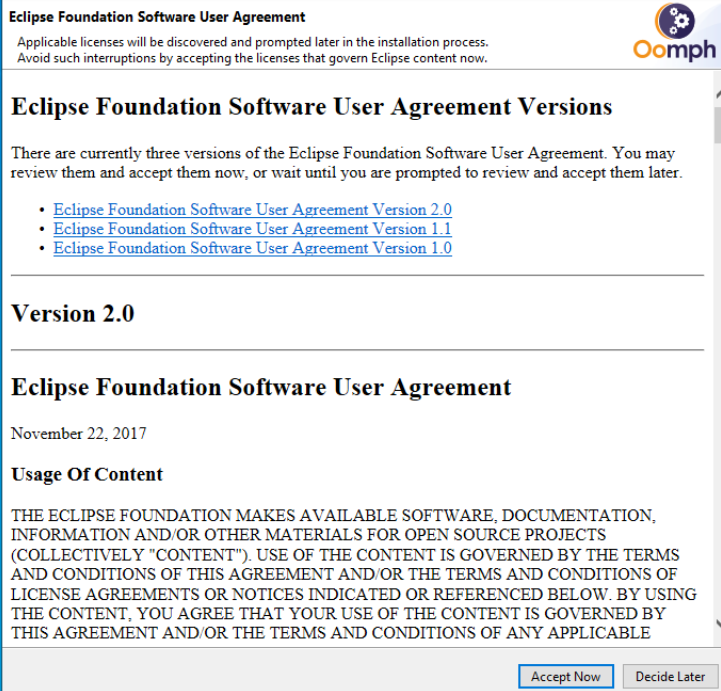 Eclipse Foundation Software User Agreement
Applicable licenses will be discovered and prompted later in the installation process.
Avoid such interruptions by accepting the licenses that govern Eclipse content now.
Oomph
Eclipse Foundation Software User Agreement Versions
There are currently three versions of the Eclipse Foundation Software User Agreement. You may
review them and accept them now, or wait until you are prompted to review and accept them later.
• Eclipse Foundation Software User Agreement Version 2.0
• Eclipse Foundation Software User Agreement Version 1.1
• Eclipse Foundation Software User Agreement Version 1.0
Version 2.0
Eclipse Foundation Software User Agreement
November 22, 2017
Usage Of Content
THE ECLIPSE FOUNDATION MAKES AVAILABLE SOFTWARE, DOCUMENTATION,
INFORMATION AND/OR OTHER MATERIALS FOR OPEN SOURCE PROJECTS
(COLLECTIVELY "CONTENT"). USE OF THE CONTENT IS GOVERNED BY THE TERMS
AND CONDITIONS OF THIS AGREEMENT AND/OR THE TERMS AND CONDITIONS OF
LICENSE AGREEMENTS OR NOTICES INDICATED OR REFERENCED BELOW. BY USING
THE CONTENT, YOU AGREE THAT YOUR USE OF THE CONTENT IS GOVERNED BY
THIS AGREEMENT AND/OR THE TERMS AND CONDITIONS OF ANY APPLICABLE
Accept Now
Decide Later